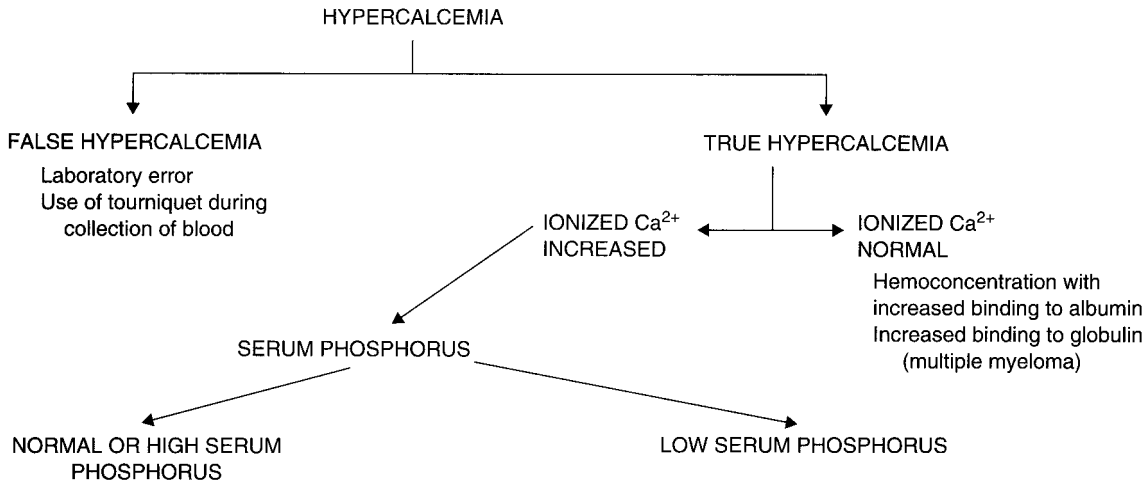 HYPERCALCEMIA
FALSE HYPERCALCEMIA
Laboratory error
Use of tourniquet during
collection of blood
TRUE HYPERCALCEMIA
IONIZED Ca²⁺
INCREASED
IONIZED Ca²⁺
NORMAL
Hemoconcentration with
increased binding to albumin
Increased binding to globulin
(multiple myeloma)
SERUM PHOSPHORUS
NORMAL OR HIGH SERUM
PHOSPHORUS
LOW SERUM PHOSPHORUS